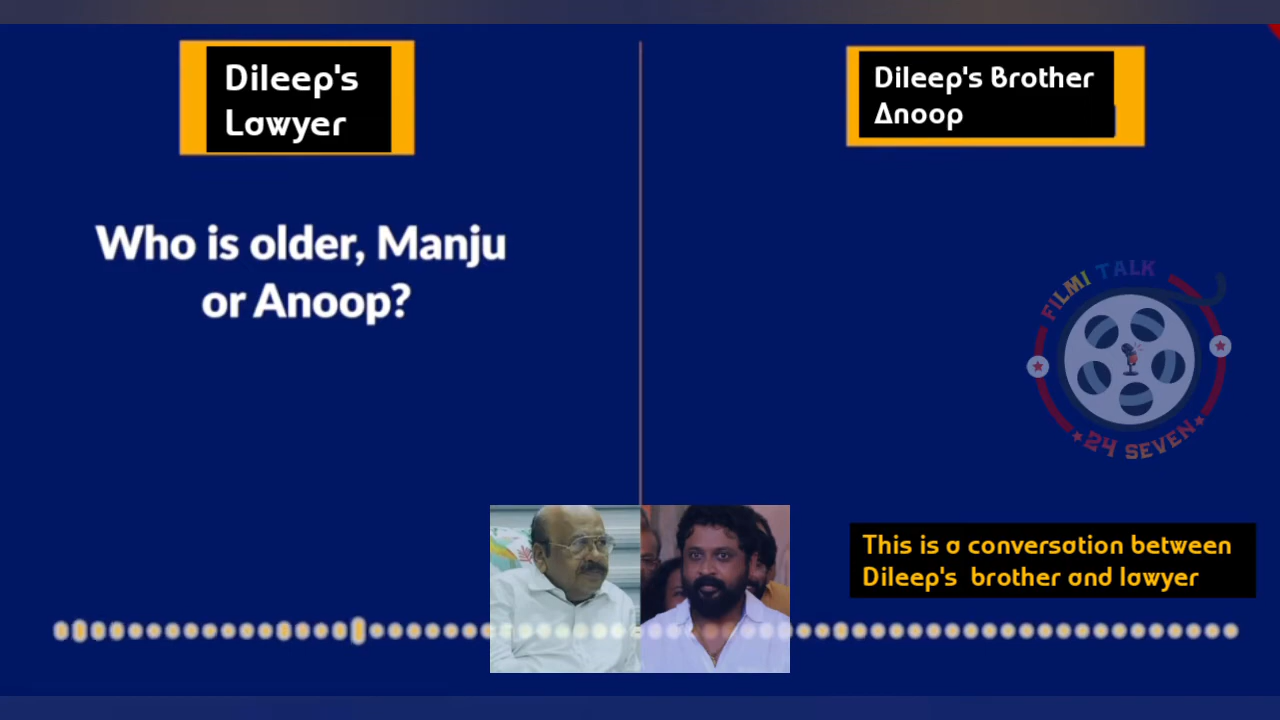 Dileep's
Lawyer
Dileep's Brother
Anoop
Who is older, Manju
or Anoop?
FILMI TALK
24 SEVEN
This is a conversation between
Dileep's brother and lawyer